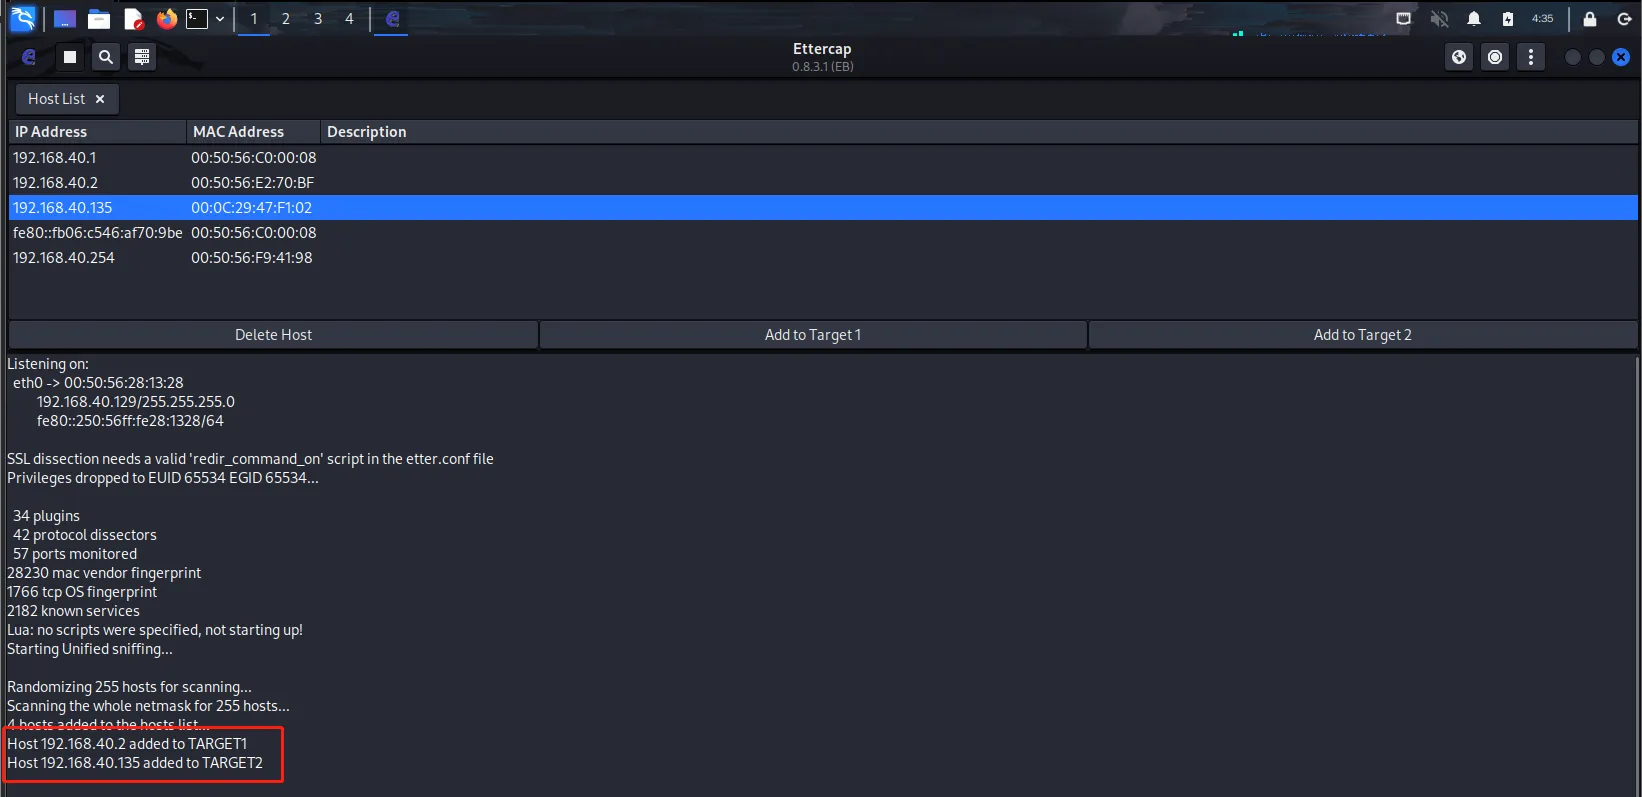 1 2 3 4
4:35
Ettercap
0.8.3.1 (EB)
Host List ×
IP Address MAC Address Description
192.168.40.1 00:50:56:C0:00:08
192.168.40.2 00:50:56:E2:70:BF
192.168.40.135 00:0C:29:47:F1:02
fe80::fb06:c546:af70:9be 00:50:56:C0:00:08
192.168.40.254 00:50:56:F9:41:98
Delete Host Add to Target 1 Add to Target 2
Listening on:
eth0 -> 00:50:56:28:13:28
192.168.40.129/255.255.255.0
fe80::250:56ff:fe28:1328/64
SSL dissection needs a valid 'redir_command_on' script in the etter.conf file
Privileges dropped to EUID 65534 EGID 65534...
34 plugins
42 protocol dissectors
57 ports monitored
28230 mac vendor fingerprint
1766 tcp OS fingerprint
2182 known services
Lua: no scripts were specified, not starting up!
Starting Unified sniffing...
Randomizing 255 hosts for scanning...
Scanning the whole netmask for 255 hosts...
4 hosts added to the hosts list...
Host 192.168.40.2 added to TARGET1
Host 192.168.40.135 added to TARGET2